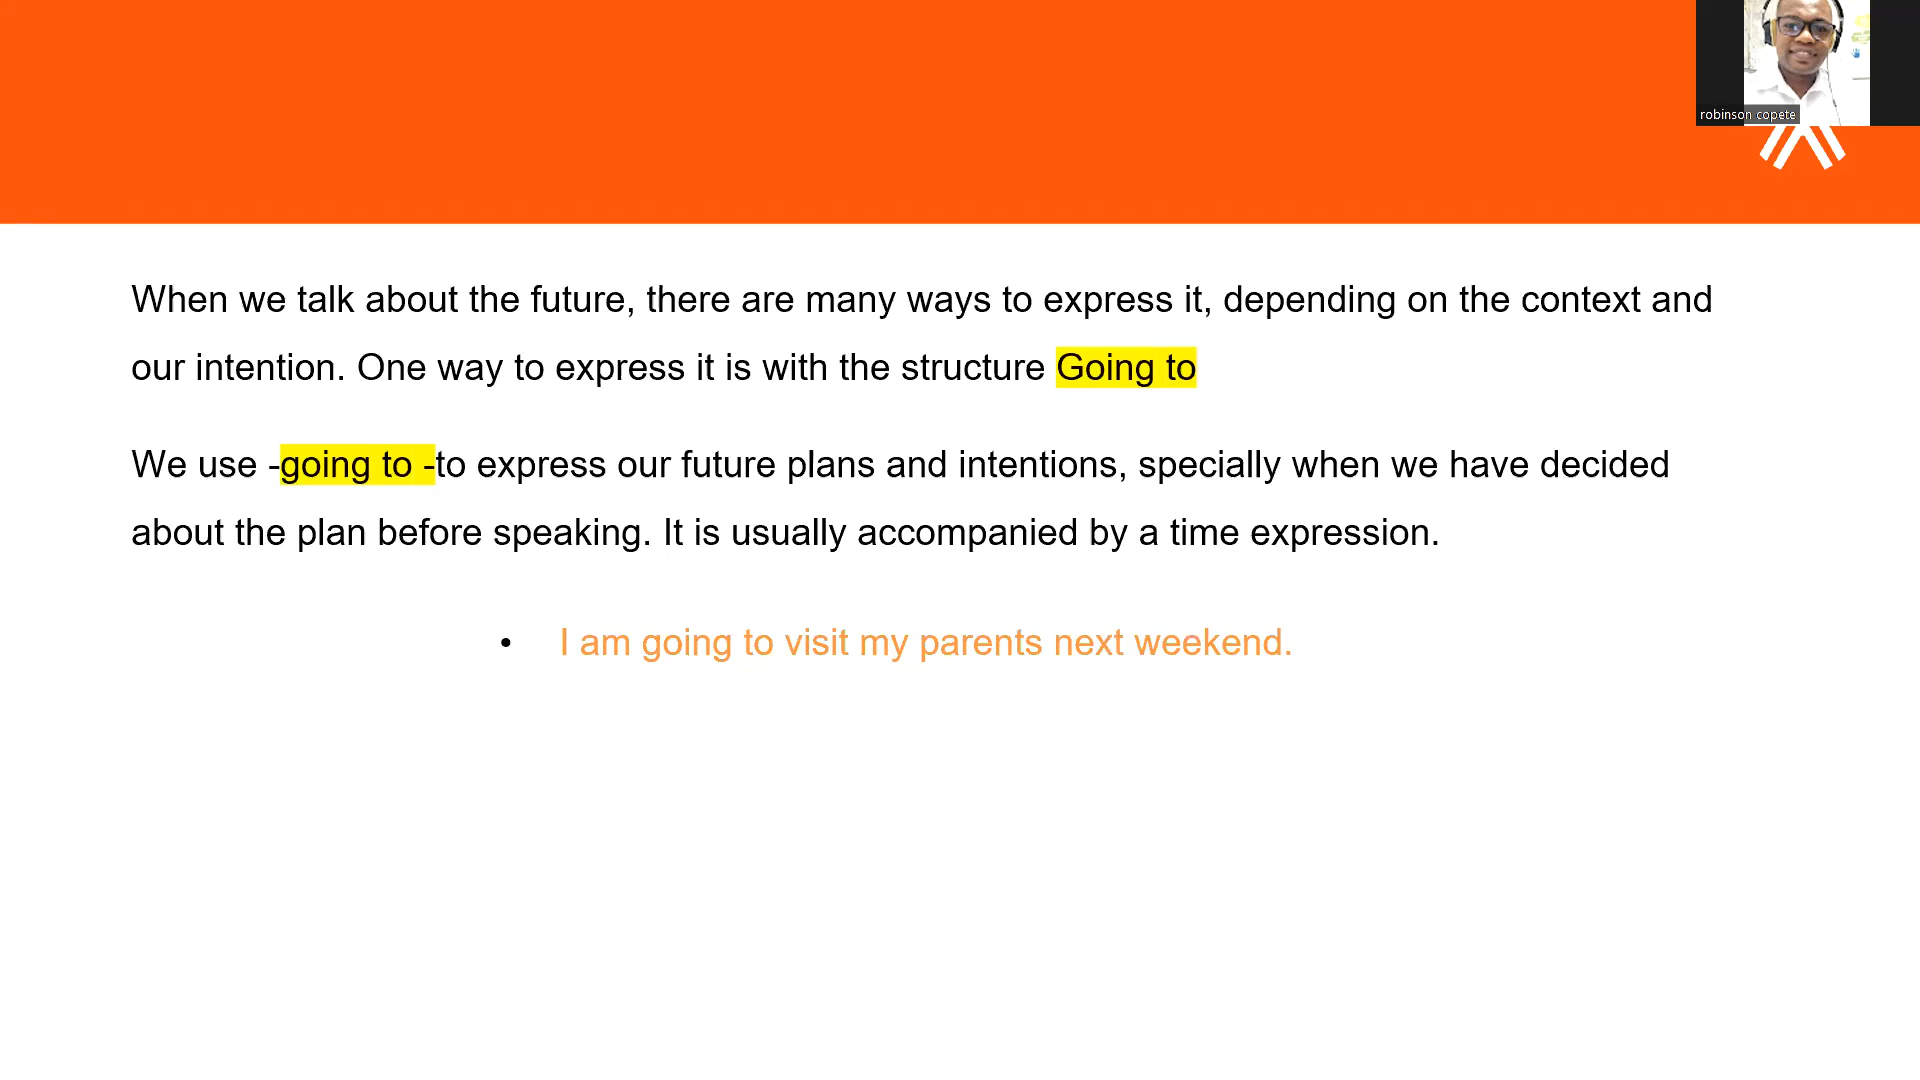 robinson copete
When we talk about the future, there are many ways to express it, depending on the context and
our intention. One way to express it is with the structure Going to
We use -going to -to express our future plans and intentions, specially when we have decided
about the plan before speaking. It is usually accompanied by a time expression.
• I am going to visit my parents next weekend.